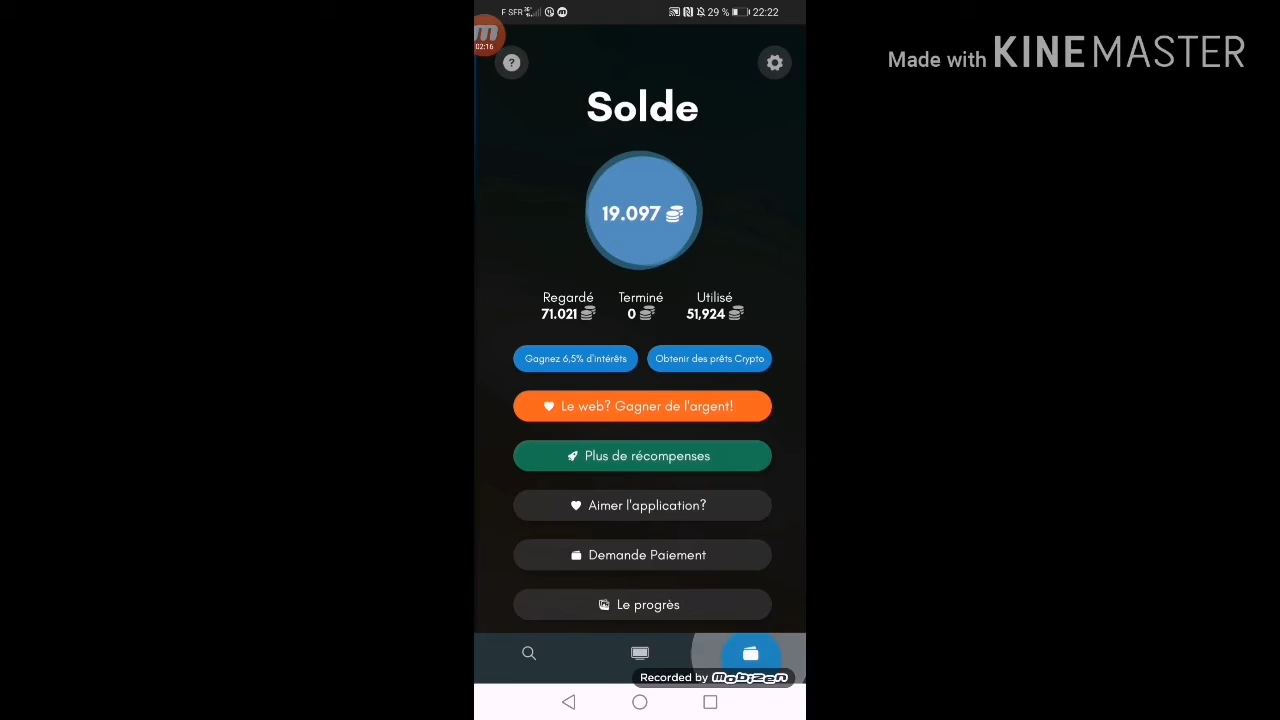 F SFR 29 % 22:22
02:16
Made with KINEMASTER
?
Solde
19.097
Regardé Terminé Utilisé
71.021 0 51,924
Gagnez 6,5% d'intérêts Obtenir des prêts Crypto
Le web? Gagner de l'argent!
Plus de récompenses
Aimer l'application?
Demande Paiement
Le progrès
Recorded by mobizen